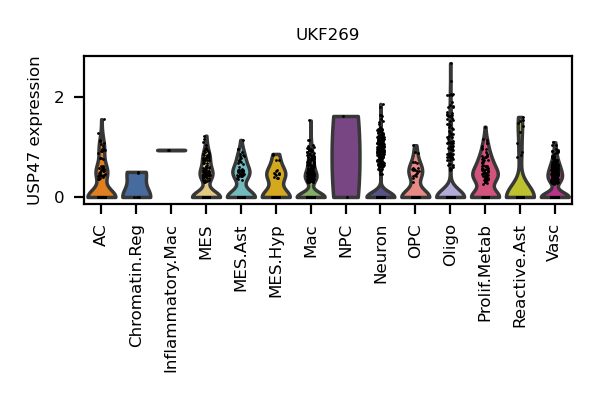 UKF269
USP47 expression
2
0
AC
Chromatin.Reg
Inflammatory.Mac
MES
MES.Ast
MES.Hyp
Mac
NPC
Neuron
OPC
Oligo
Prolif.Metab
Reactive.Ast
Vasc